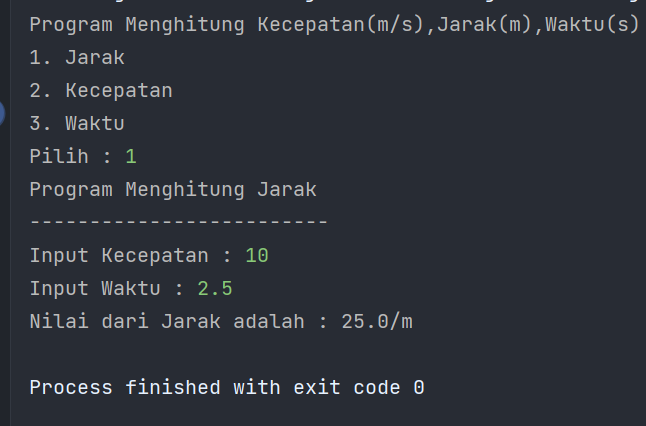 Program Menghitung Kecepatan(m/s),Jarak(m),Waktu(s)
1. Jarak
2. Kecepatan
3. Waktu
Pilih : 1
Program Menghitung Jarak
-------------------------
Input Kecepatan : 10
Input Waktu : 2.5
Nilai dari Jarak adalah : 25.0/m
Process finished with exit code 0